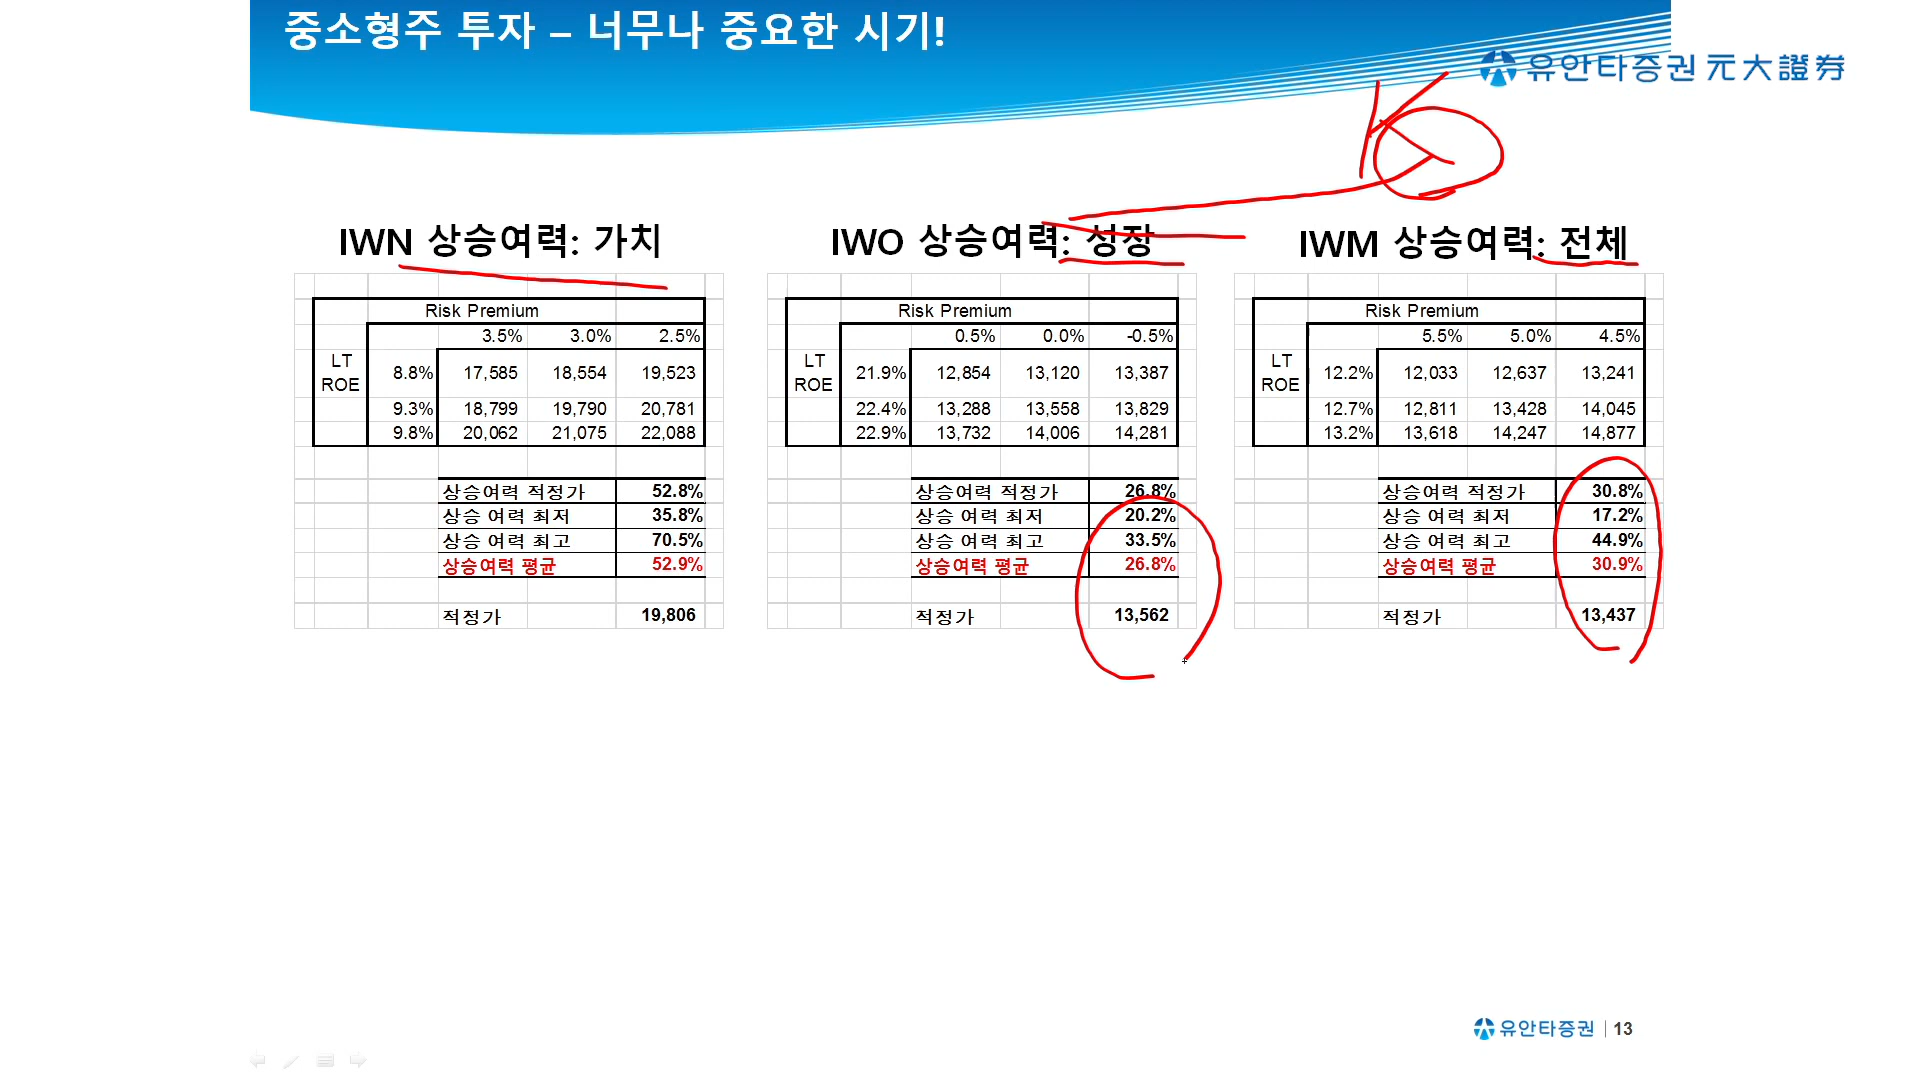 중소형주 투자 – 너무나 중요한 시기!
유안타증권 元大證券
IWN 상승여력: 가치
Risk Premium
3.5% 3.0% 2.5%
LT ROE 8.8% 17,585 18,554 19,523
9.3% 18,799 19,790 20,781
9.8% 20,062 21,075 22,088
상승여력 적정가 52.8%
상승 여력 최저 35.8%
상승 여력 최고 70.5%
상승여력 평균 52.9%
적정가 19,806
IWO 상승여력: 성장
Risk Premium
0.5% 0.0% -0.5%
LT ROE 21.9% 12,854 13,120 13,387
22.4% 13,288 13,558 13,829
22.9% 13,732 14,006 14,281
상승여력 적정가 26.8%
상승 여력 최저 20.2%
상승 여력 최고 33.5%
상승여력 평균 26.8%
적정가 13,562
IWM 상승여력: 전체
Risk Premium
5.5% 5.0% 4.5%
LT ROE 12.2% 12,033 12,637 13,241
12.7% 12,811 13,428 14,045
13.2% 13,618 14,247 14,877
상승여력 적정가 30.8%
상승 여력 최저 17.2%
상승 여력 최고 44.9%
상승여력 평균 30.9%
적정가 13,437
유안타증권 | 13